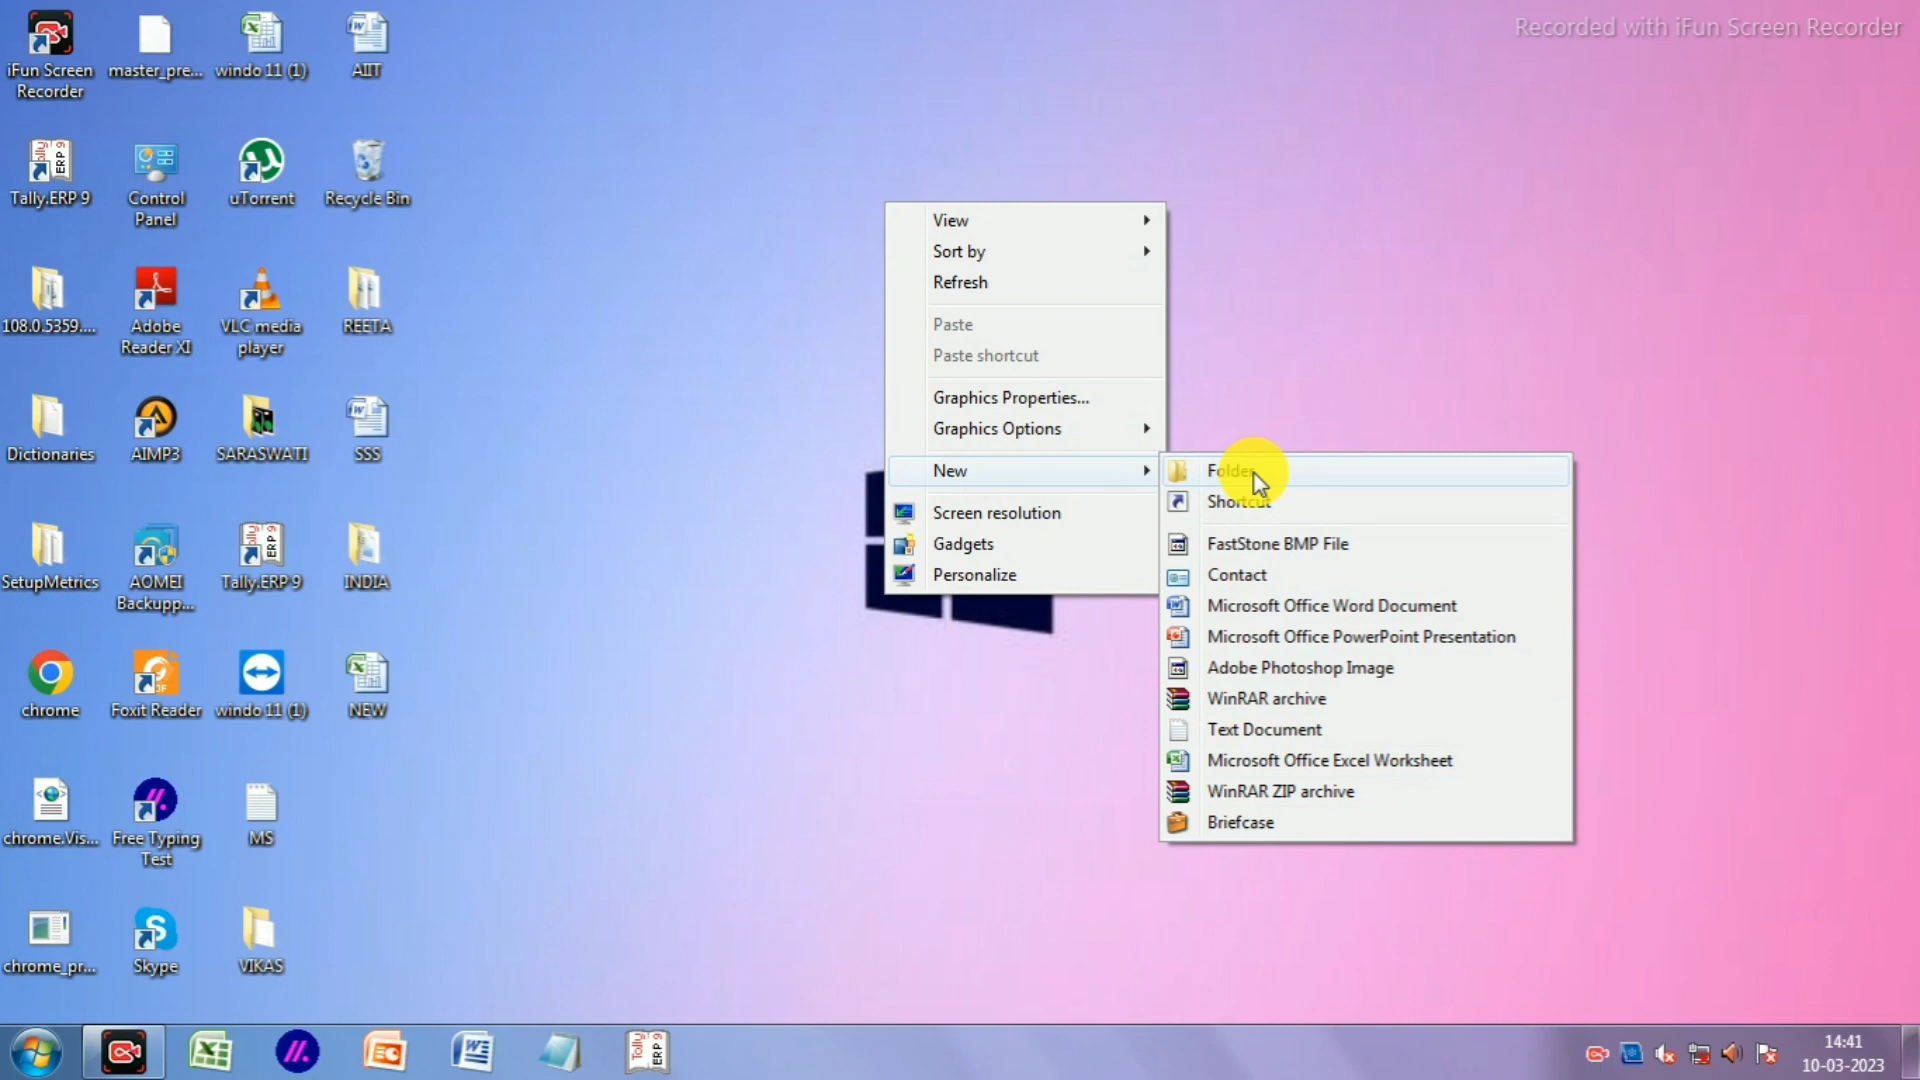 Recorded with iFun Screen Recorder
iFun Screen
Recorder
master_pre...
windo 11 (1)
AIIT
Tally.ERP 9
Control
Panel
uTorrent
Recycle Bin
108.0.5359....
Adobe
Reader XI
VLC media
player
REETA
Dictionaries
AIMP3
SARASWATI
SSS
SetupMetrics
AOMEI
Backupp...
Tally.ERP 9
INDIA
chrome
Foxit Reader
windo 11 (1)
NEW
chrome.Vis...
Free Typing
Test
MS
chrome_pr...
Skype
VIKAS
View
Sort by
Refresh
Paste
Paste shortcut
Graphics Properties...
Graphics Options
New
Screen resolution
Gadgets
Personalize
Folder
Shortcut
FastStone BMP File
Contact
Microsoft Office Word Document
Microsoft Office PowerPoint Presentation
Adobe Photoshop Image
WinRAR archive
Text Document
Microsoft Office Excel Worksheet
WinRAR ZIP archive
Briefcase
14:41
10-03-2023